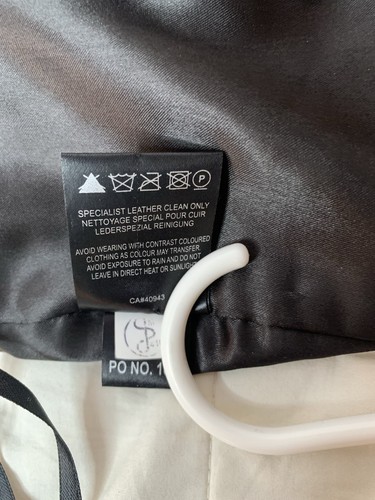 P
SPECIALIST LEATHER CLEAN ONLY
NETTOYAGE SPECIAL POUR CUIR
LEDERSPEZIAL REINIGUNG
AVOID WEARING WITH CONTRAST COLOURED
CLOTHING AS COLOUR MAY TRANSFER.
AVOID EXPOSURE TO RAIN AND DO NOT
LEAVE IN DIRECT HEAT OR SUNLIGH
CA#40943
PO NO. 1